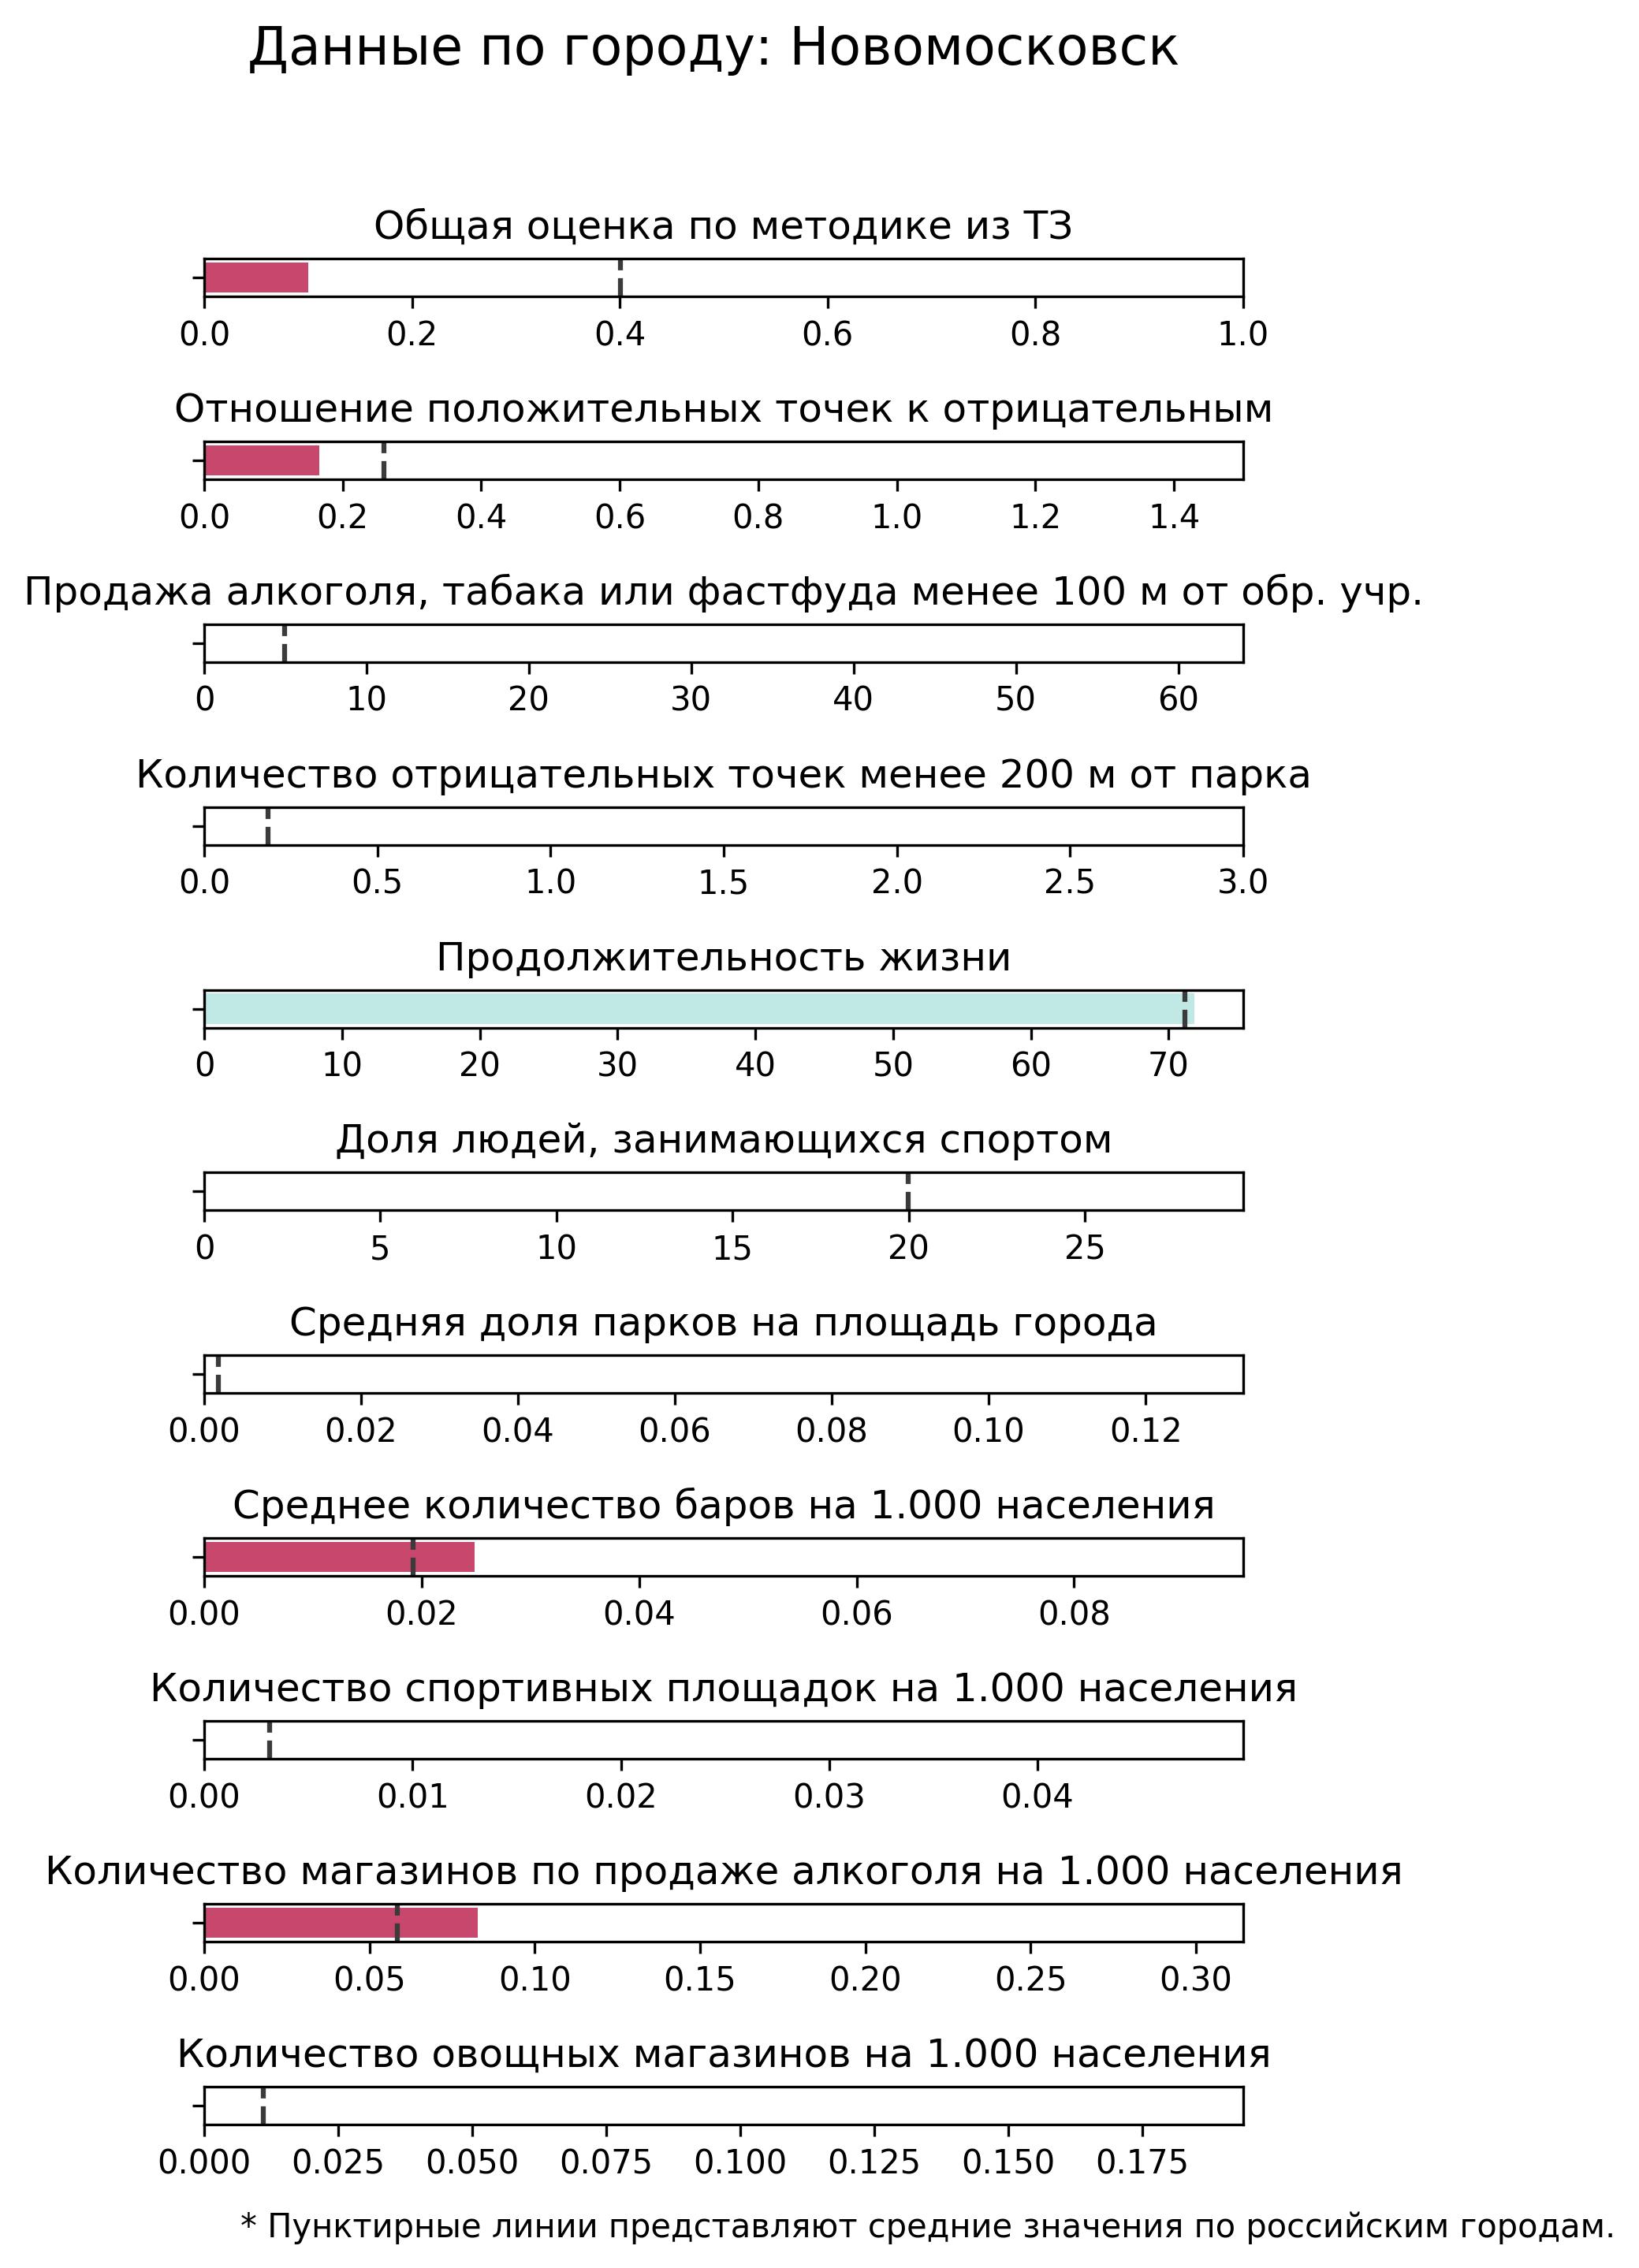 Данные по городу: Новомосковск
Общая оценка по методике из ТЗ
0.0 0.2 0.4 0.6 0.8 1.0
Отношение положительных точек к отрицательным
0.0 0.2 0.4 0.6 0.8 1.0 1.2 1.4
Продажа алкоголя, табака или фастфуда менее 100 м от обр. учр.
0 10 20 30 40 50 60
Количество отрицательных точек менее 200 м от парка
0.0 0.5 1.0 1.5 2.0 2.5 3.0
Продолжительность жизни
0 10 20 30 40 50 60 70
Доля людей, занимающихся спортом
0 5 10 15 20 25
Средняя доля парков на площадь города
0.00 0.02 0.04 0.06 0.08 0.10 0.12
Среднее количество баров на 1.000 населения
0.00 0.02 0.04 0.06 0.08
Количество спортивных площадок на 1.000 населения
0.00 0.01 0.02 0.03 0.04
Количество магазинов по продаже алкоголя на 1.000 населения
0.00 0.05 0.10 0.15 0.20 0.25 0.30
Количество овощных магазинов на 1.000 населения
0.000 0.025 0.050 0.075 0.100 0.125 0.150 0.175
* Пунктирные линии представляют средние значения по российским городам.